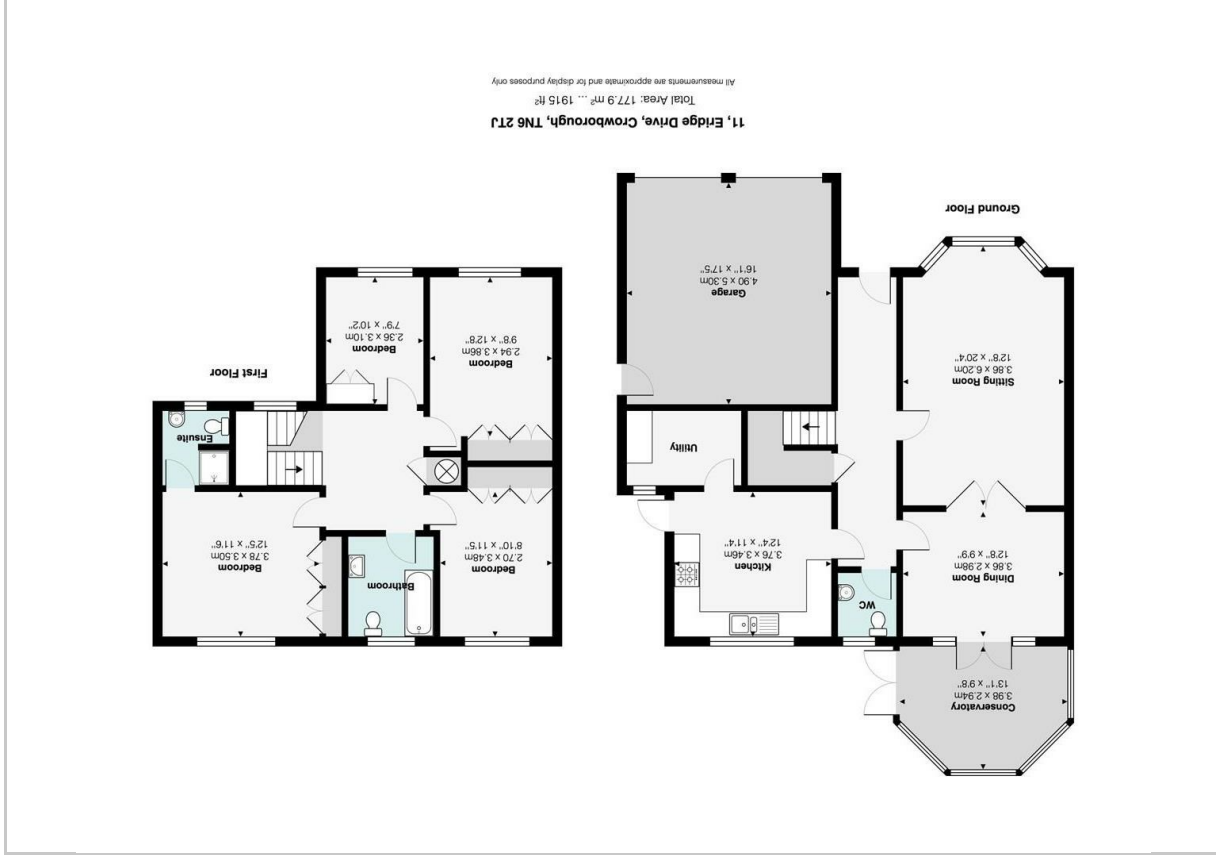 Conservatory
3.98 x 2.94m
13'1" x 9'8"
WC
Dining Room
3.86 x 2.98m
12'8" x 9'9"
Kitchen
3.76 x 3.46m
12'4" x 11'4"
Utility
Sitting Room
3.86 x 6.20m
12'8" x 20'4"
Garage
4.90 x 5.30m
16'1" x 17'5"
Ground Floor
Bathroom
Bedroom
2.70 x 3.48m
8'10" x 11'5"
Bedroom
3.78 x 3.50m
12'5" x 11'6"
Ensuite
Bedroom
2.94 x 3.86m
9'8" x 12'8"
Bedroom
2.36 x 3.10m
7'9" x 10'2"
First Floor
11, Eridge Drive, Crowborough, TN6 2TJ
Total Area: 177.9 m² ... 1915 ft²
All measurements are approximate and for display purposes only